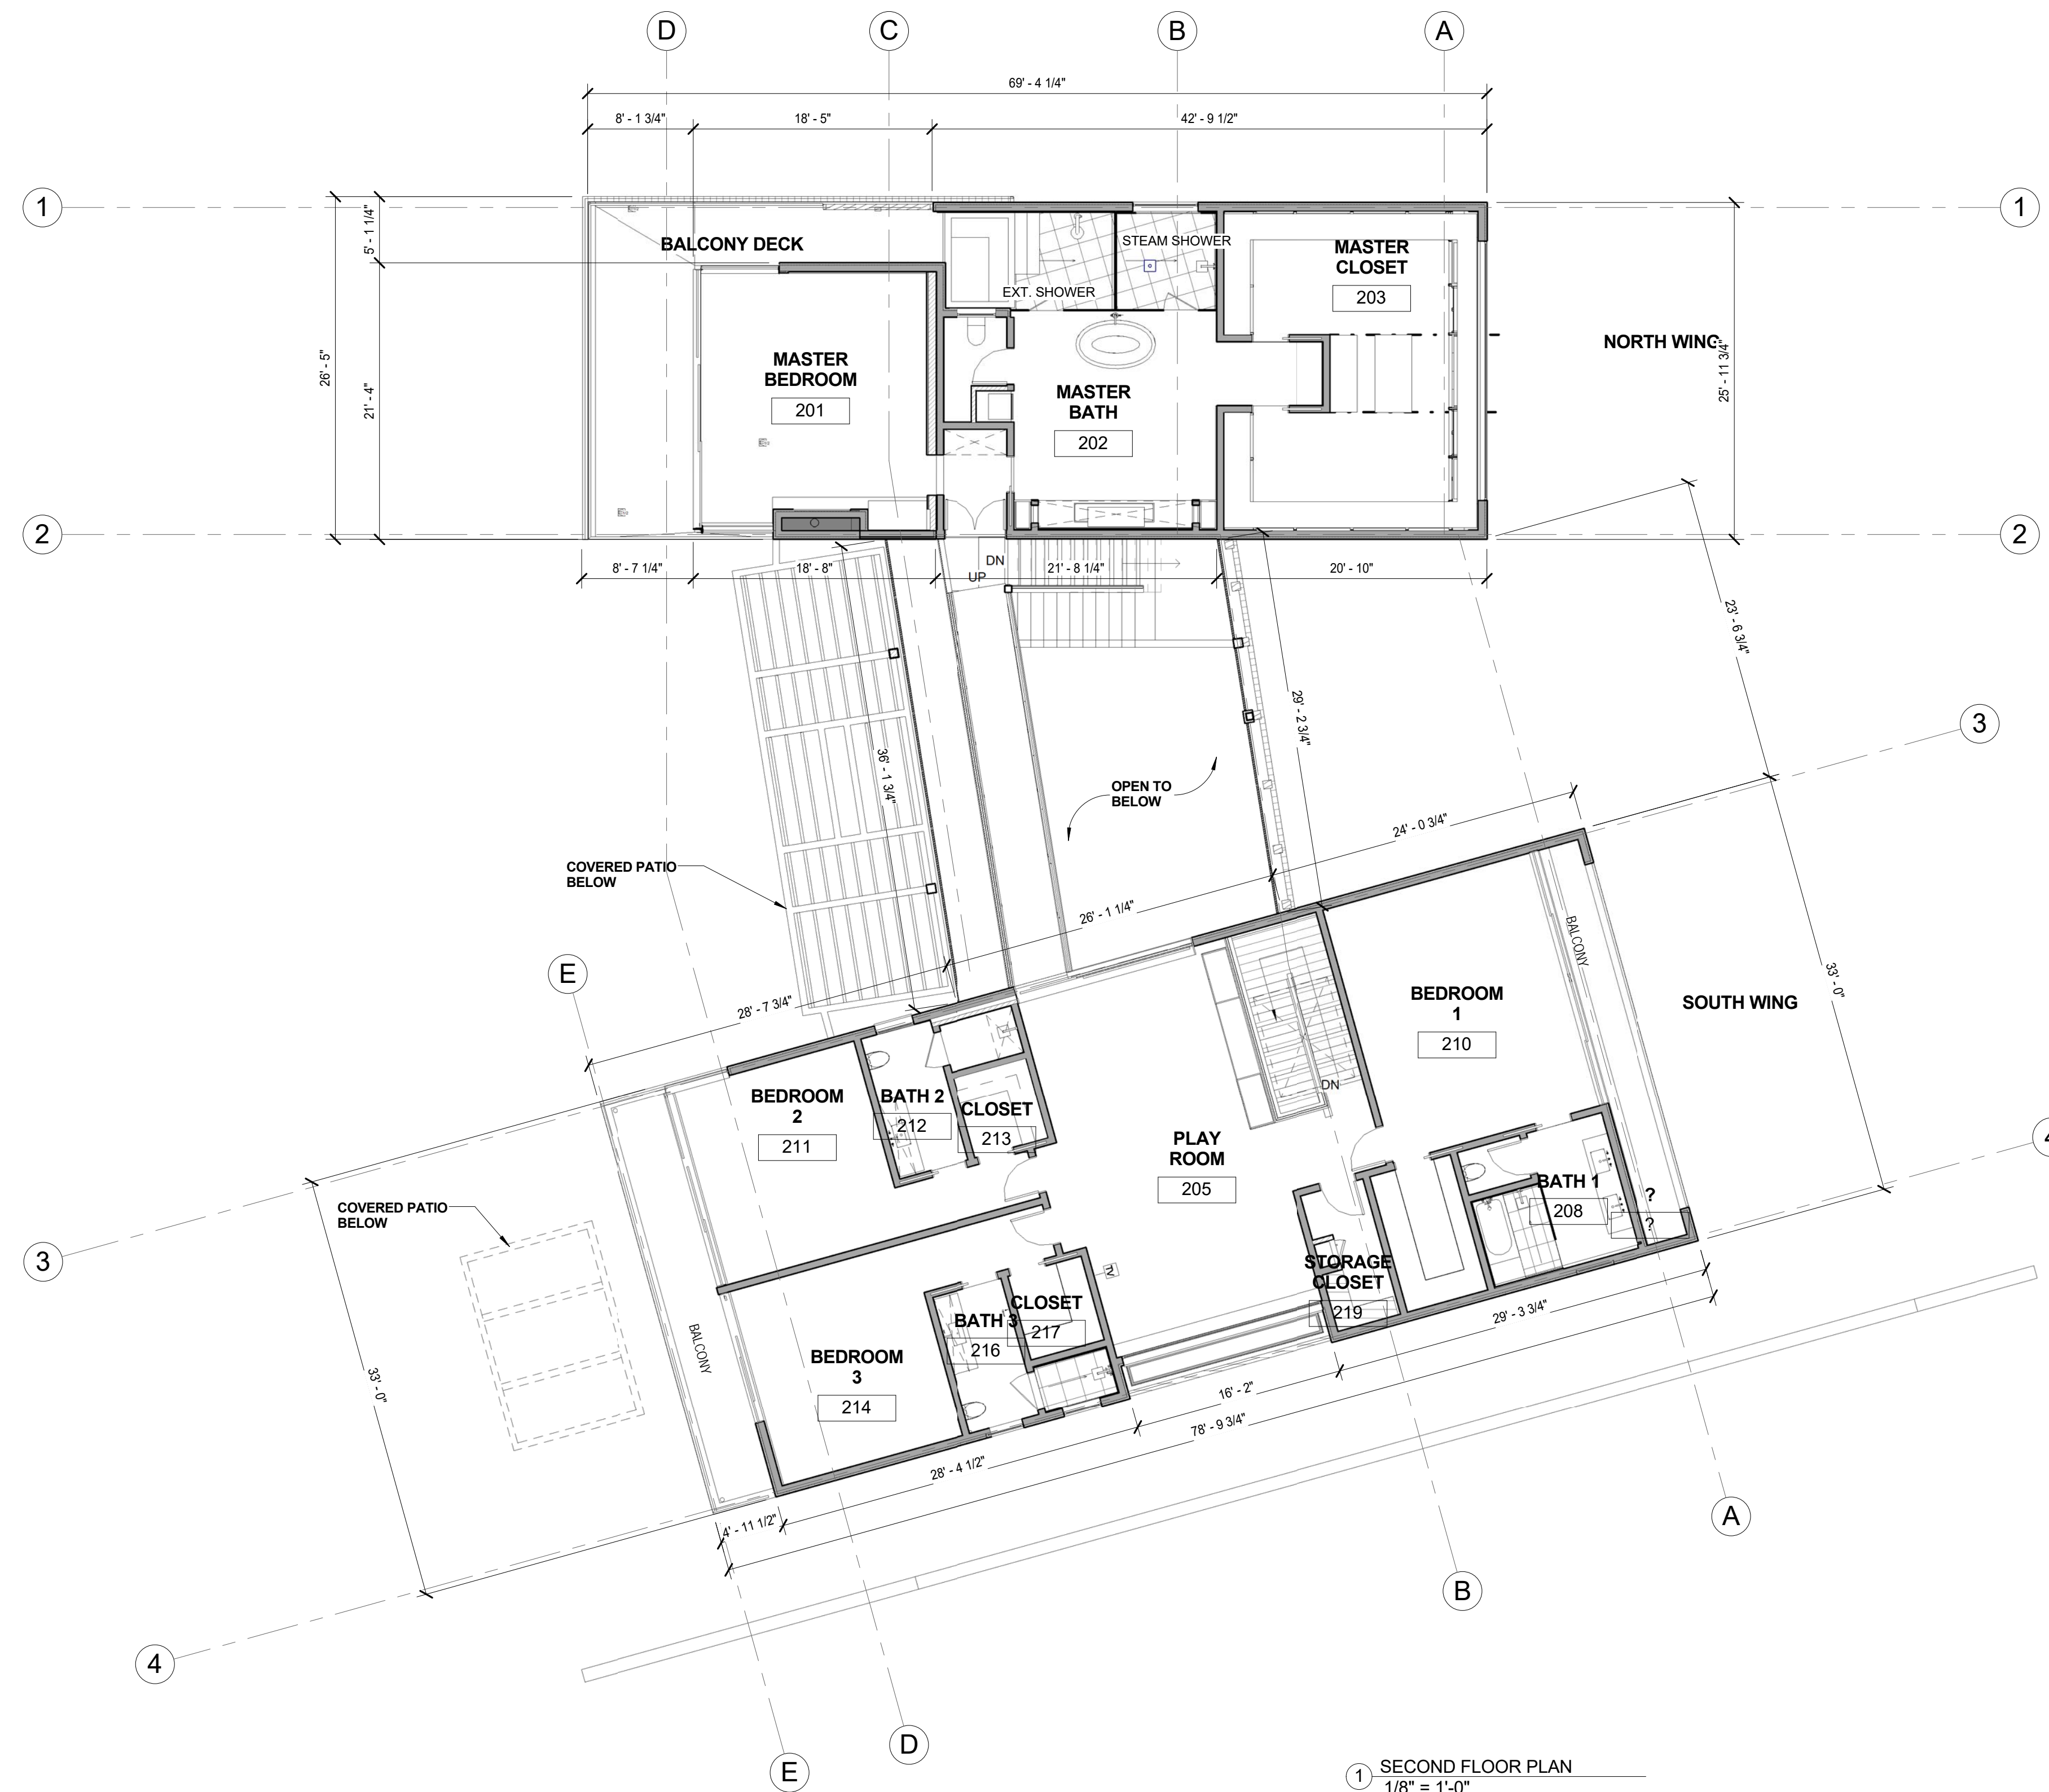 D
C
B
A
69' - 4 1/4"
8' - 1 3/4"
18' - 5"
42' - 9 1/2"
1
1
5' - 1 1/4"
26' - 5"
21' - 4"
BALCONY DECK
STEAM SHOWER
EXT. SHOWER
MASTER
CLOSET
203
NORTH WING
25' - 11 3/4"
MASTER
BEDROOM
201
MASTER
BATH
202
2
2
8' - 7 1/4"
18' - 8"
DN
UP
21' - 8 1/4"
20' - 10"
23' - 6 3/4"
29' - 2 3/4"
36' - 1 3/4"
3
OPEN TO
BELOW
24' - 0 3/4"
COVERED PATIO
BELOW
26' - 1 1/4"
28' - 7 3/4"
E
BALCONY
BEDROOM
1
210
SOUTH WING
33' - 0"
DN
BEDROOM
2
211
BATH 2
212
CLOSET
213
PLAY
ROOM
205
4
BATH 1
208
?
?
COVERED PATIO
BELOW
3
STORAGE
CLOSET
219
TV
CLOSET
217
BATH 3
216
29' - 3 3/4"
BALCONY
BEDROOM
3
214
33' - 0"
16' - 2"
78' - 9 3/4"
28' - 4 1/2"
4' - 11 1/2"
A
B
4
D
E
1
SECOND FLOOR PLAN
1/8" = 1'-0"